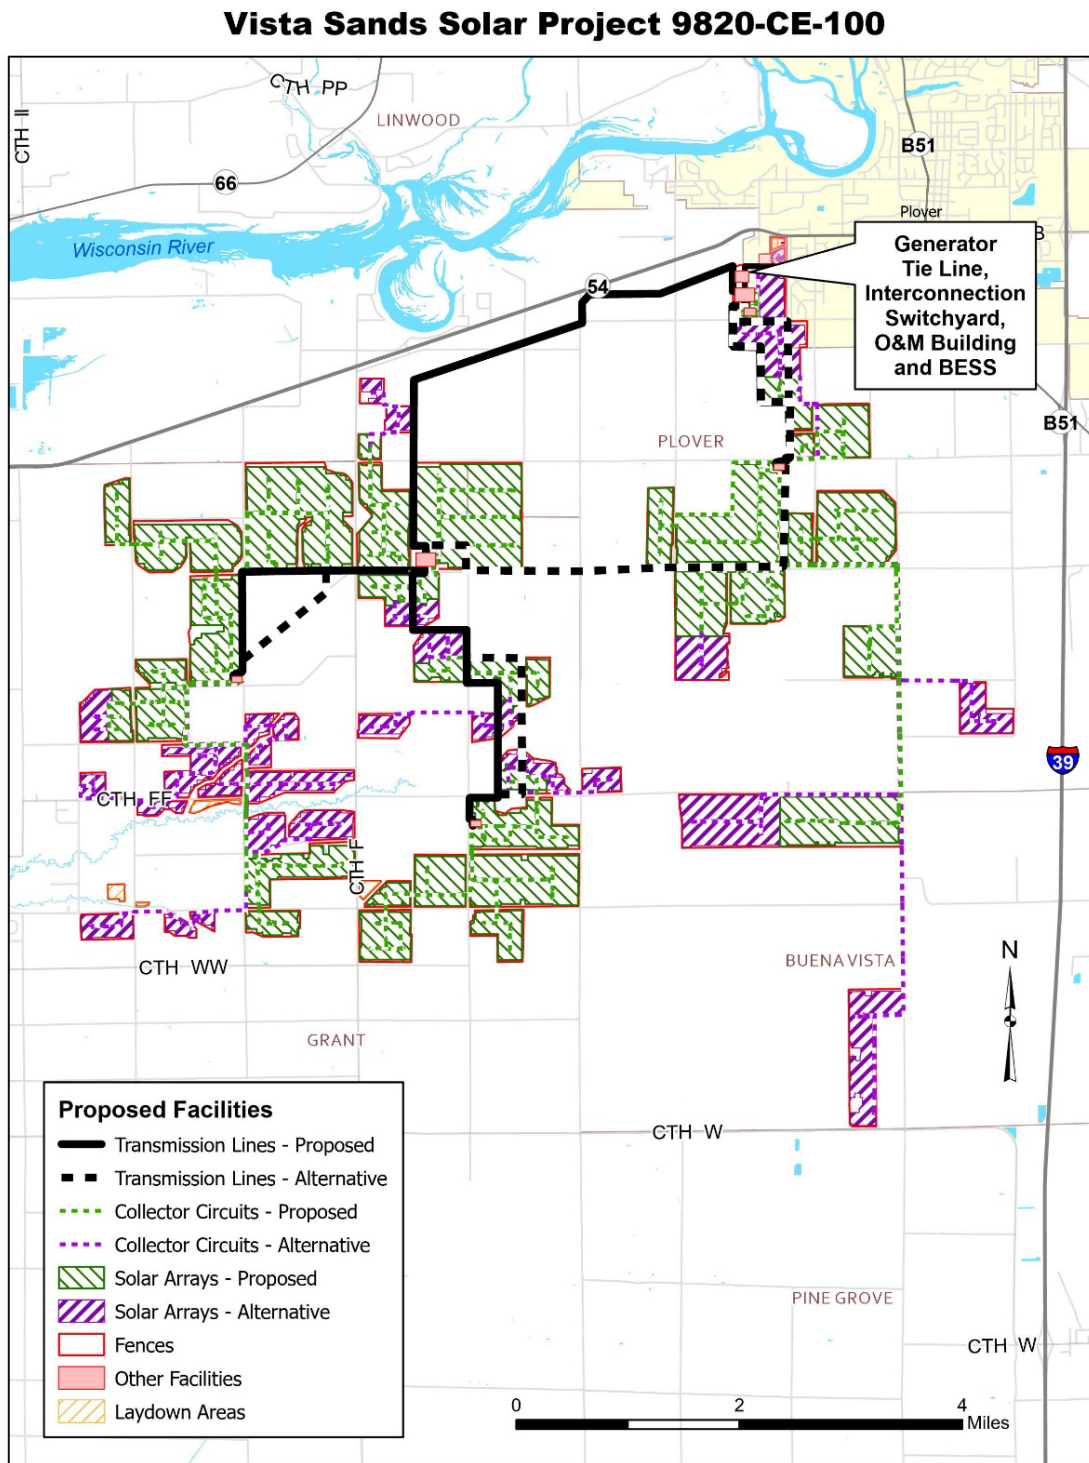 Vista Sands Solar Project 9820-CE-100
CTH PP
LINWOOD
CTH II
B51
66
Plover
Wisconsin River
B
Generator
Tie Line,
Interconnection
Switchyard,
O&M Building
and BESS
54
B51
PLOVER
39
CTH FF
CTH F
CTH WW
BUENA VISTA
N
GRANT
CTH W
PINE GROVE
CTH W
Proposed Facilities
Transmission Lines - Proposed
Transmission Lines - Alternative
Collector Circuits - Proposed
Collector Circuits - Alternative
Solar Arrays - Proposed
Solar Arrays - Alternative
Fences
Other Facilities
Laydown Areas
0 2 4
Miles